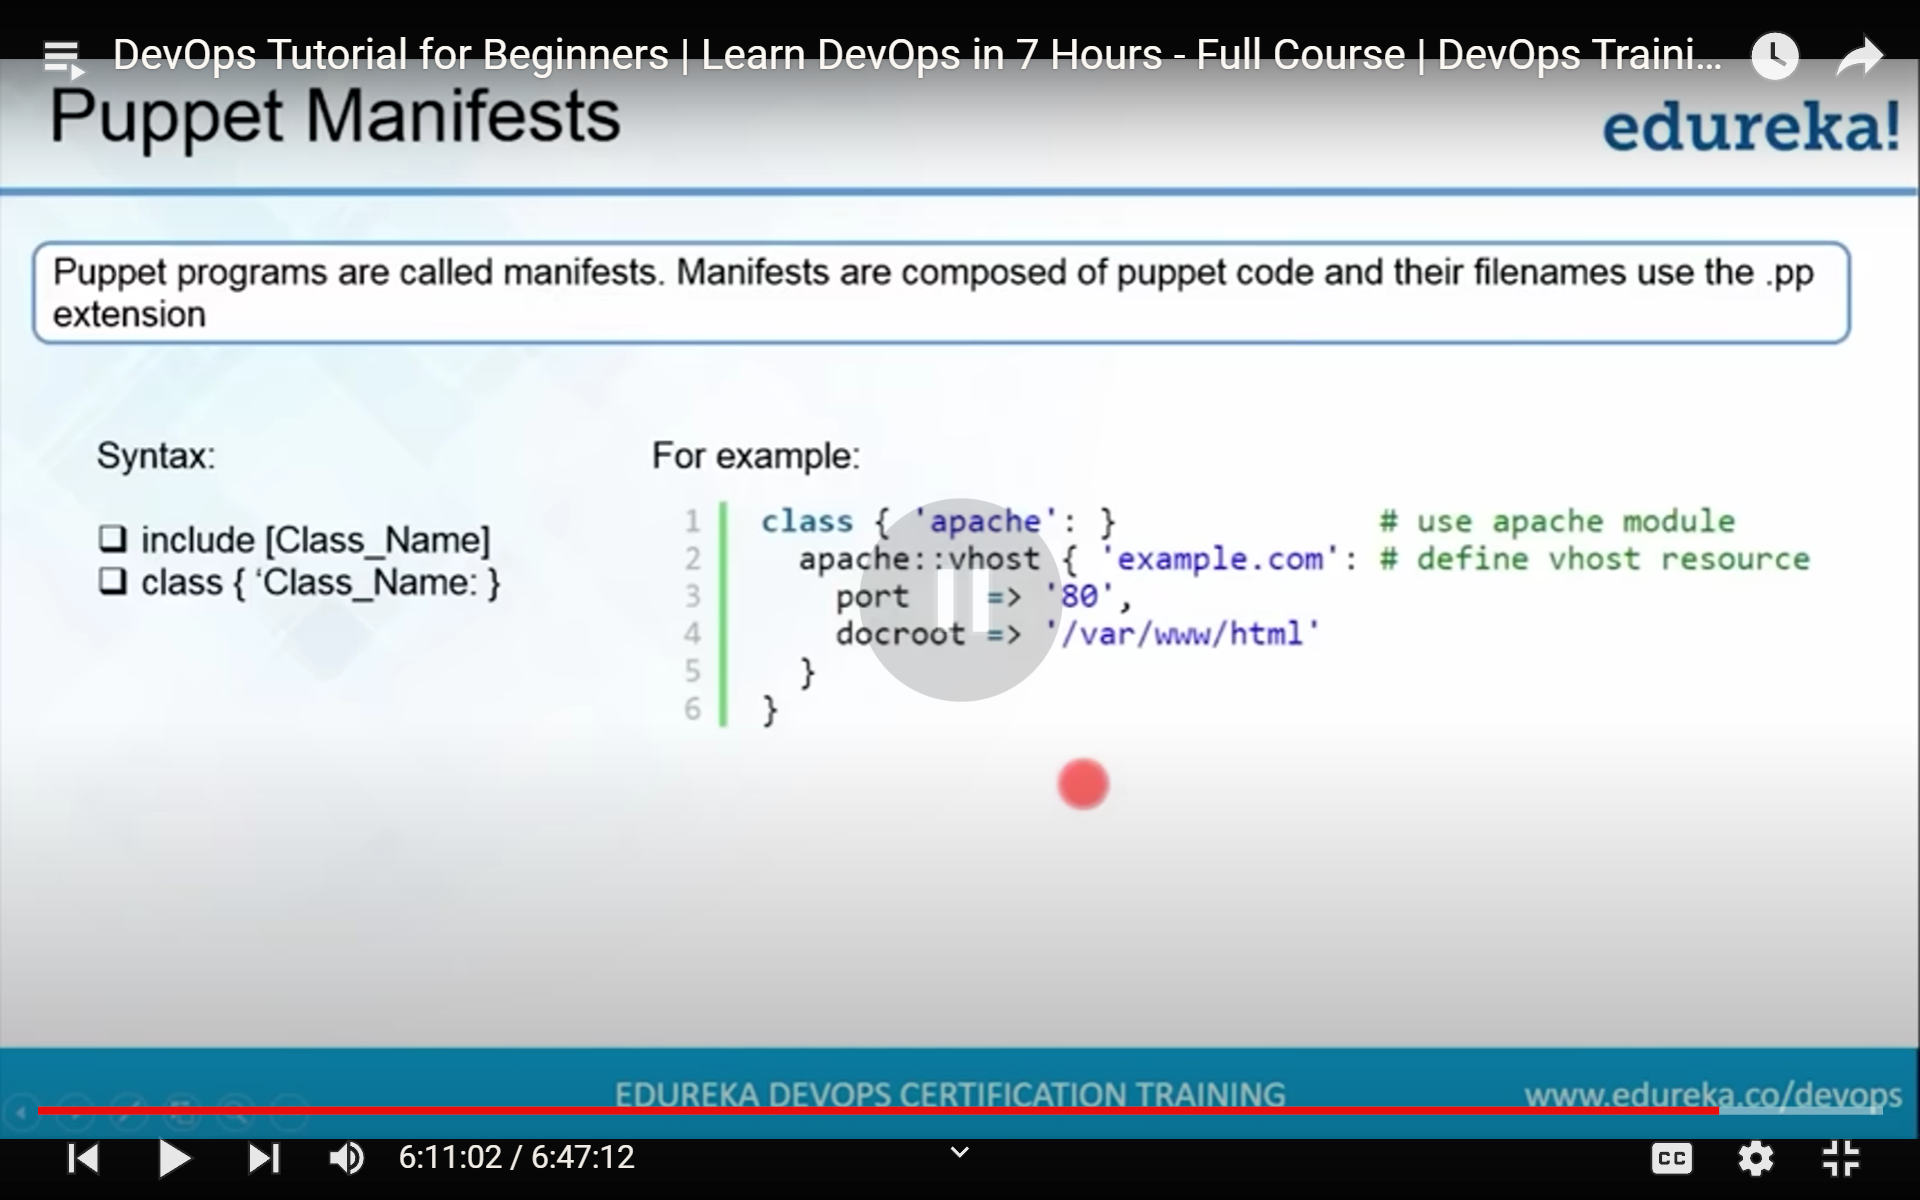 DevOps Tutorial for Beginners | Learn DevOps in 7 Hours - Full Course | DevOps Traini...
Puppet Manifests
edureka!
Puppet programs are called manifests. Manifests are composed of puppet code and their filenames use the .pp
extension
Syntax:
❑ include [Class_Name]
❑ class { ‘Class_Name: }
For example:
1 class { 'apache': } # use apache module
2 apache::vhost { 'example.com': # define vhost resource
3 port => '80',
4 docroot => '/var/www/html'
5 }
6 }
EDUREKA DEVOPS CERTIFICATION TRAINING
www.edureka.co/devops
6:11:02 / 6:47:12
CC